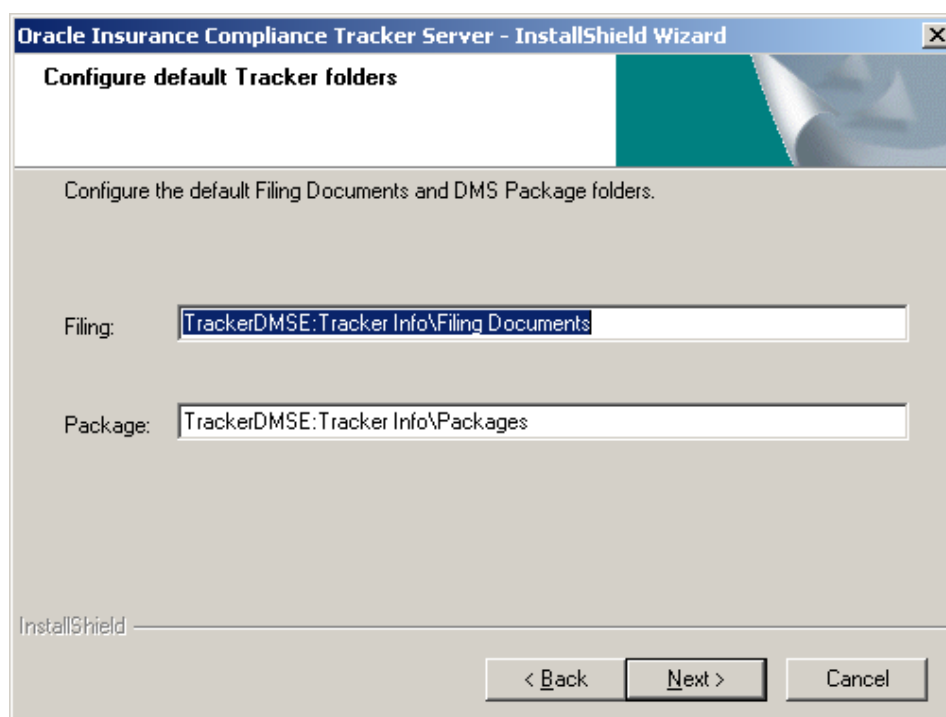 Oracle Insurance Compliance Tracker Server - InstallShield Wizard
Configure default Tracker folders
Configure the default Filing Documents and DMS Package folders.
Filing: TrackerDMSE:Tracker Info\Filing Documents
Package: TrackerDMSE:Tracker Info\Packages
InstallShield
< Back Next > Cancel